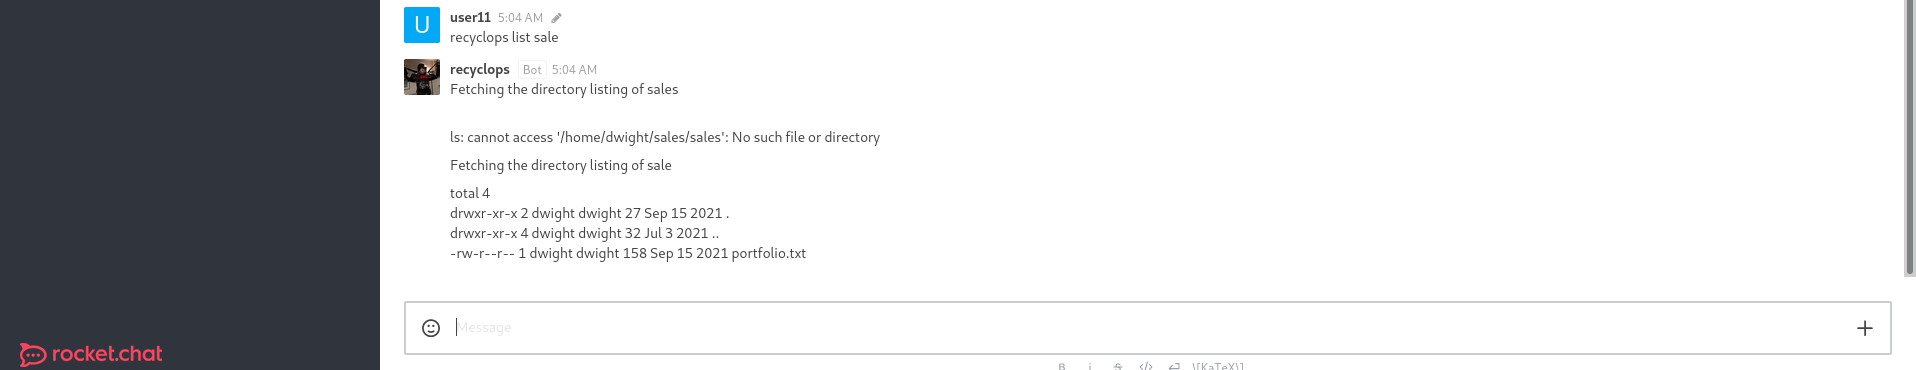 U
user11 5:04 AM
recyclops list sale
recyclops Bot 5:04 AM
Fetching the directory listing of sales
ls: cannot access '/home/dwight/sales/sales': No such file or directory
Fetching the directory listing of sale
total 4
drwxr-xr-x 2 dwight dwight 27 Sep 15 2021 .
drwxr-xr-x 4 dwight dwight 32 Jul 3 2021 ..
-rw-r--r-- 1 dwight dwight 158 Sep 15 2021 portfolio.txt
Message
rocket.chat
B i S </> \[KaTeX\]